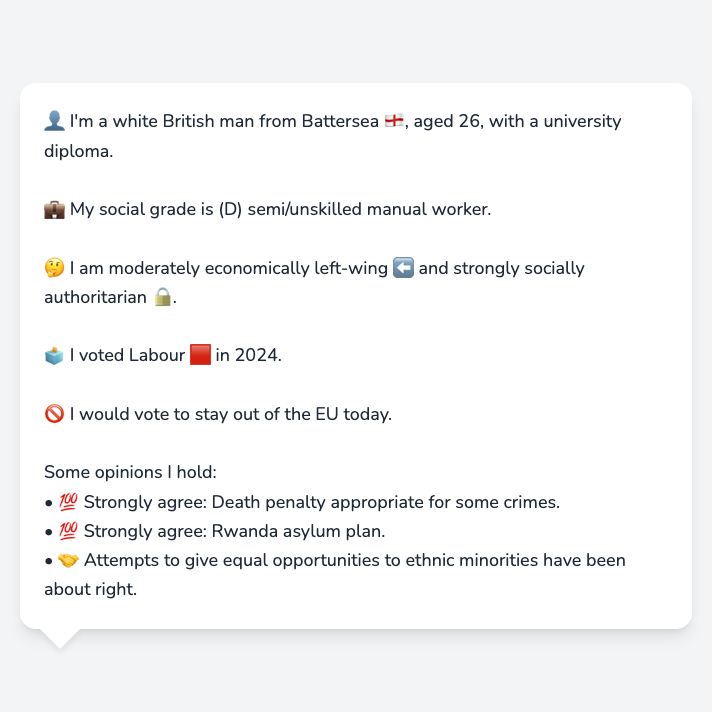 👤 I'm a white British man from Battersea 🏴󠁧󠁢󠁥󠁮󠁧󠁿, aged 26, with a university
diploma.
💼 My social grade is (D) semi/unskilled manual worker.
🤔 I am moderately economically left-wing ⬅️ and strongly socially
authoritarian 🔒.
🗳️ I voted Labour 🟥 in 2024.
🚫 I would vote to stay out of the EU today.
Some opinions I hold:
• 💯 Strongly agree: Death penalty appropriate for some crimes.
• 💯 Strongly agree: Rwanda asylum plan.
• 🤝 Attempts to give equal opportunities to ethnic minorities have been
about right.